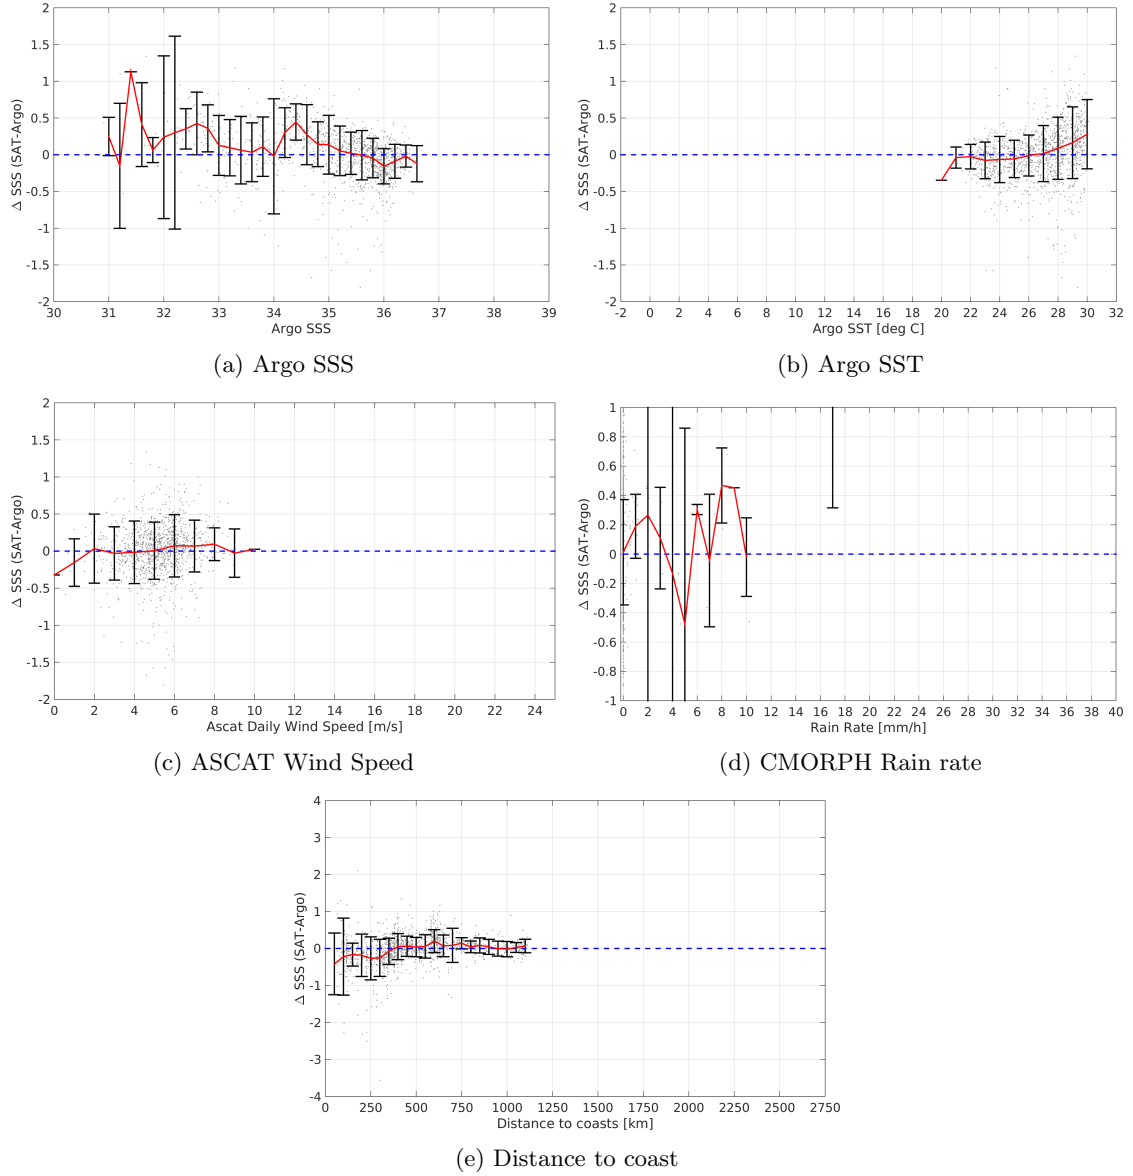 2
1.5
1
0.5
0
-0.5
-1
-1.5
-2
Δ SSS (SAT-Argo)
30 31 32 33 34 35 36 37 38 39
Argo SSS
(a) Argo SSS
2
1.5
1
0.5
0
-0.5
-1
-1.5
-2
Δ SSS (SAT-Argo)
-2 0 2 4 6 8 10 12 14 16 18 20 22 24 26 28 30 32
Argo SST [deg C]
(b) Argo SST
2
1.5
1
0.5
0
-0.5
-1
-1.5
-2
Δ SSS (SAT-Argo)
0 2 4 6 8 10 12 14 16 18 20 22 24
Ascat Daily Wind Speed [m/s]
(c) ASCAT Wind Speed
1
0.8
0.6
0.4
0.2
0
-0.2
-0.4
-0.6
-0.8
-1
Δ SSS (SAT-Argo)
0 2 4 6 8 10 12 14 16 18 20 22 24 26 28 30 32 34 36 38 40
Rain Rate [mm/h]
(d) CMORPH Rain rate
4
3
2
1
0
-1
-2
-3
-4
Δ SSS (SAT-Argo)
0 250 500 750 1000 1250 1500 1750 2000 2250 2500 2750
Distance to coasts [km]
(e) Distance to coast